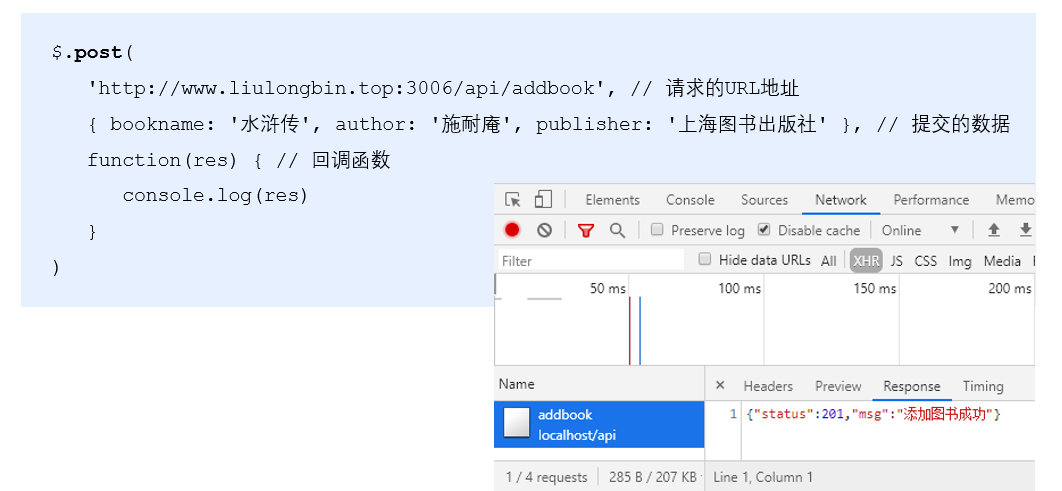 $.post(
'http://www.liulongbin.top:3006/api/addbook', // 请求的URL地址
{ bookname: '水浒传', author: '施耐庵', publisher: '上海图书出版社' }, // 提交的数据
function(res) { // 回调函数
console.log(res)
}
)
Elements Console Sources Network Performance Memo
Preserve log Disable cache Online
Filter Hide data URLs All XHR JS CSS Img Media
50 ms 100 ms 150 ms 200 ms
Name × Headers Preview Response Timing
addbook 1 {"status":201,"msg":"添加图书成功"}
localhost/api
1 / 4 requests 285 B / 207 KB Line 1, Column 1